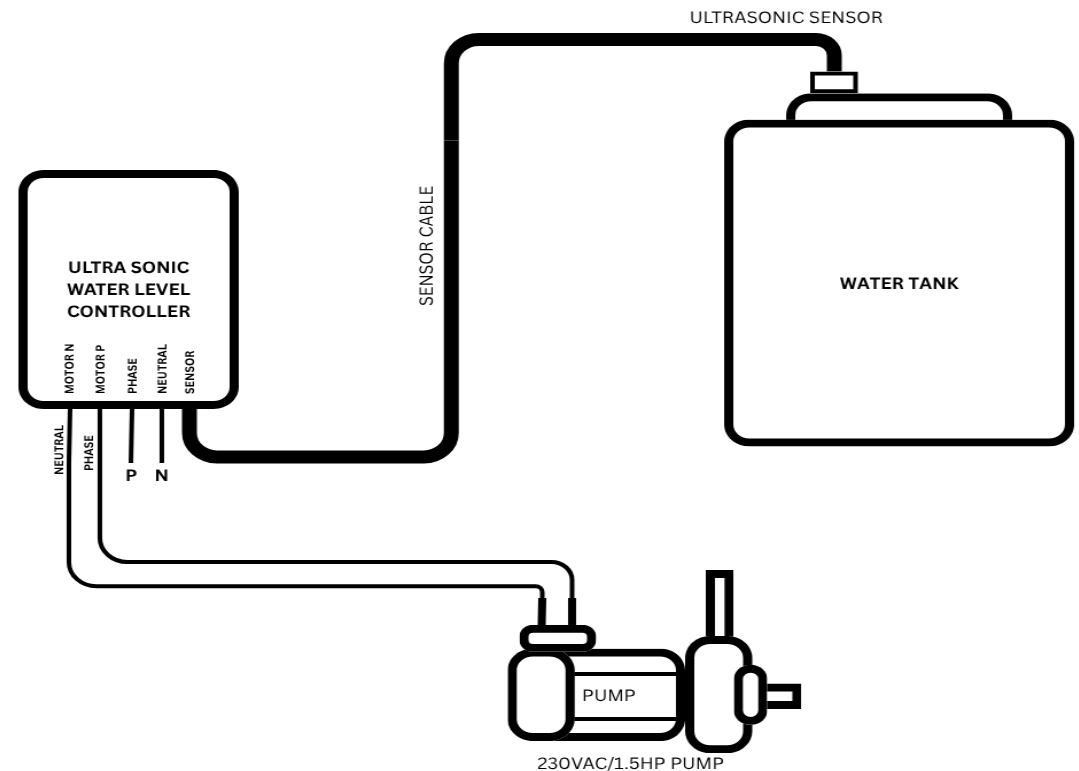 ULTRASONIC SENSOR
SENSOR CABLE
WATER TANK
ULTRA SONIC
WATER LEVEL
CONTROLLER
MOTOR N
MOTOR P
PHASE
NEUTRAL
SENSOR
NEUTRAL
PHASE
P
N
PUMP
230VAC/1.5HP PUMP